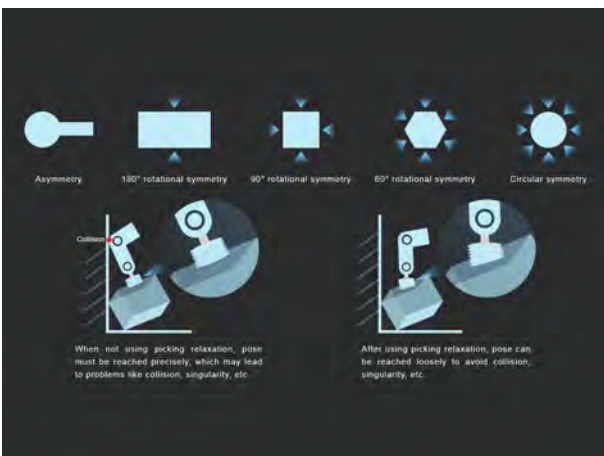 Asymmetry
180° rotational symmetry
90° rotational symmetry
60° rotational symmetry
Circular symmetry
Collision
When not using picking relaxation, pose
must be reached precisely, which may lead
to problems like collision, singularity, etc.
After using picking relaxation, pose can
be reached loosely to avoid collision,
singularity, etc.